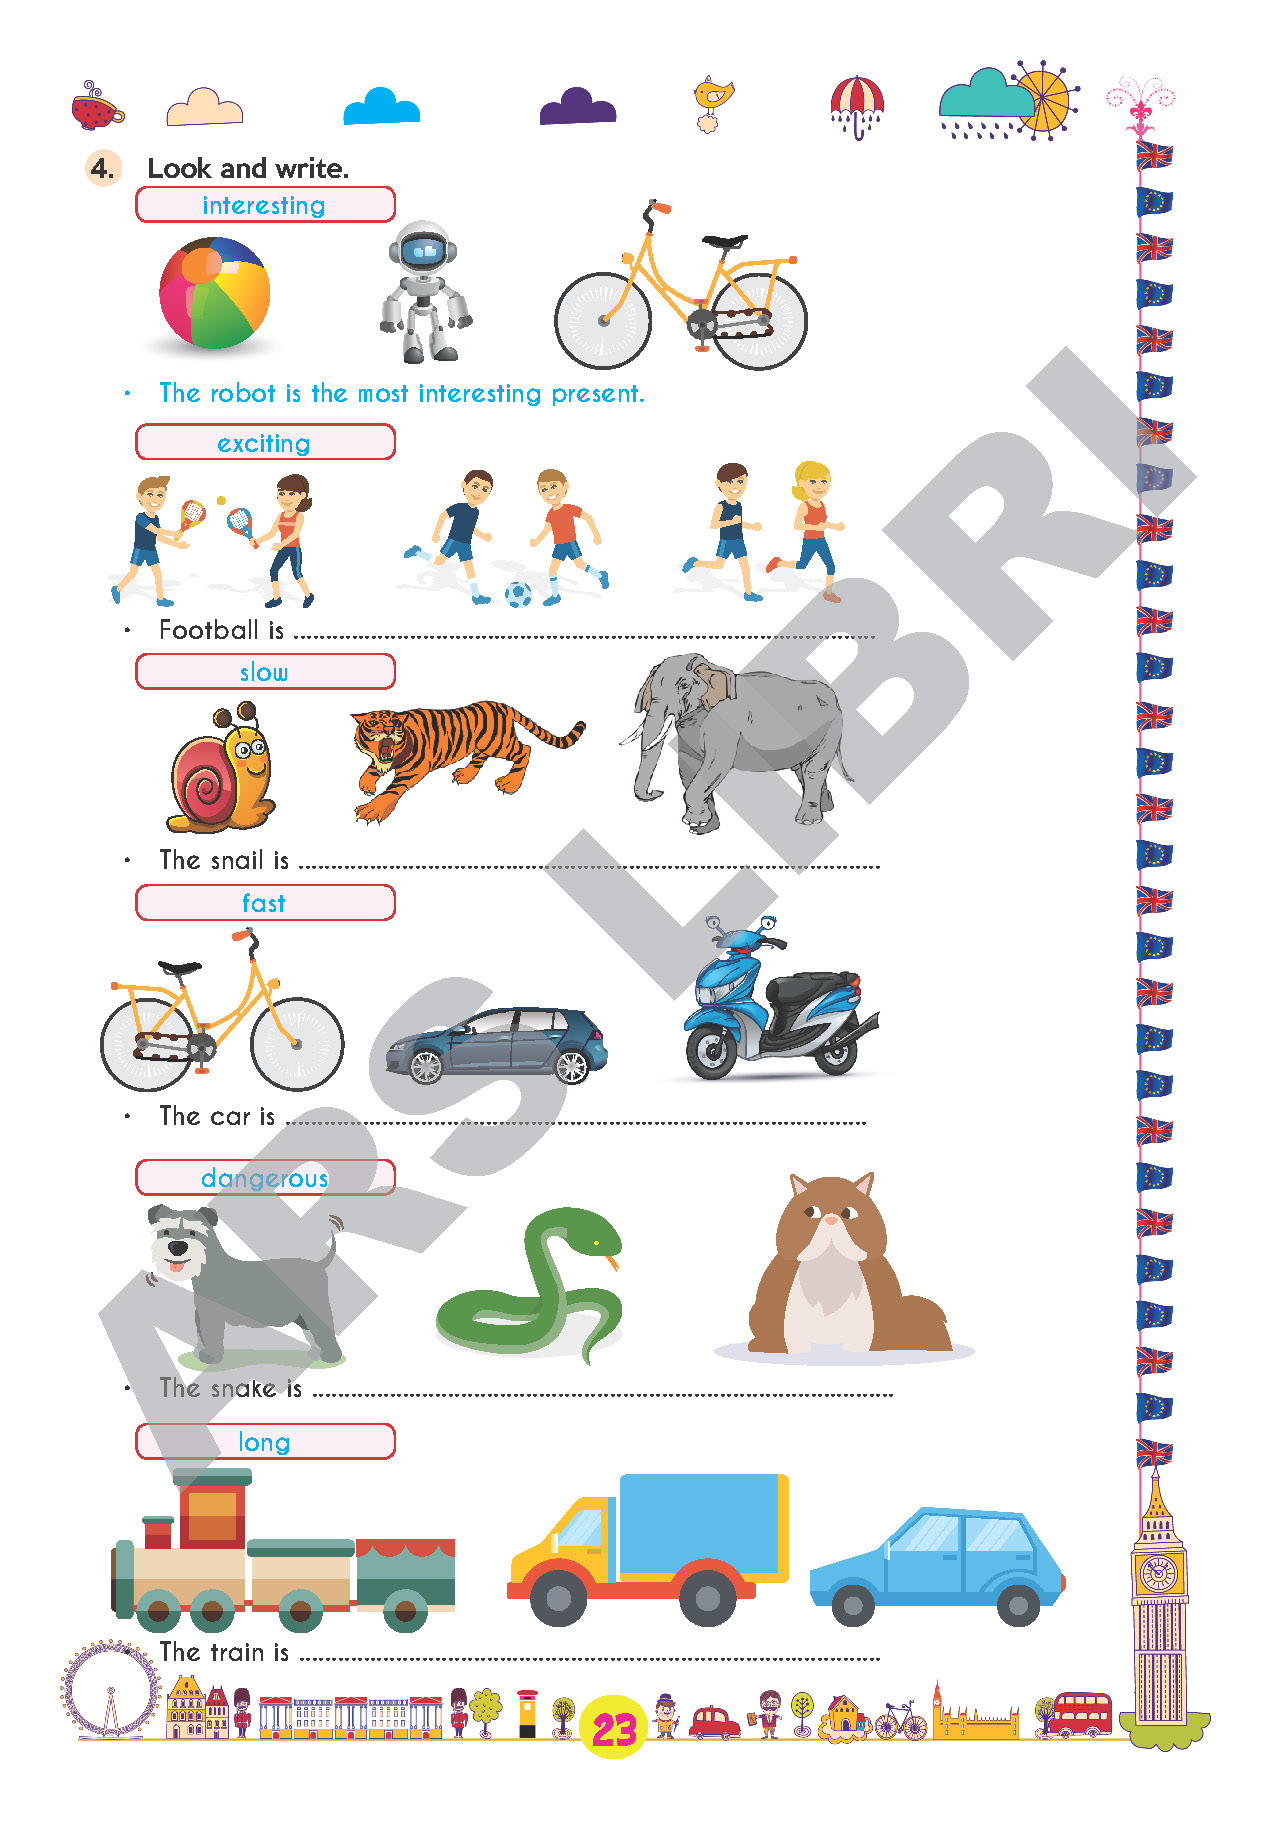 4. Look and write.
interesting
• The robot is the most interesting present.
exciting
• Football is ................................................................................
slow
• The snail is ................................................................................
fast
• The car is ................................................................................
dangerous
• The snake is ................................................................................
long
• The train is ................................................................................
23
ARS LIBRI